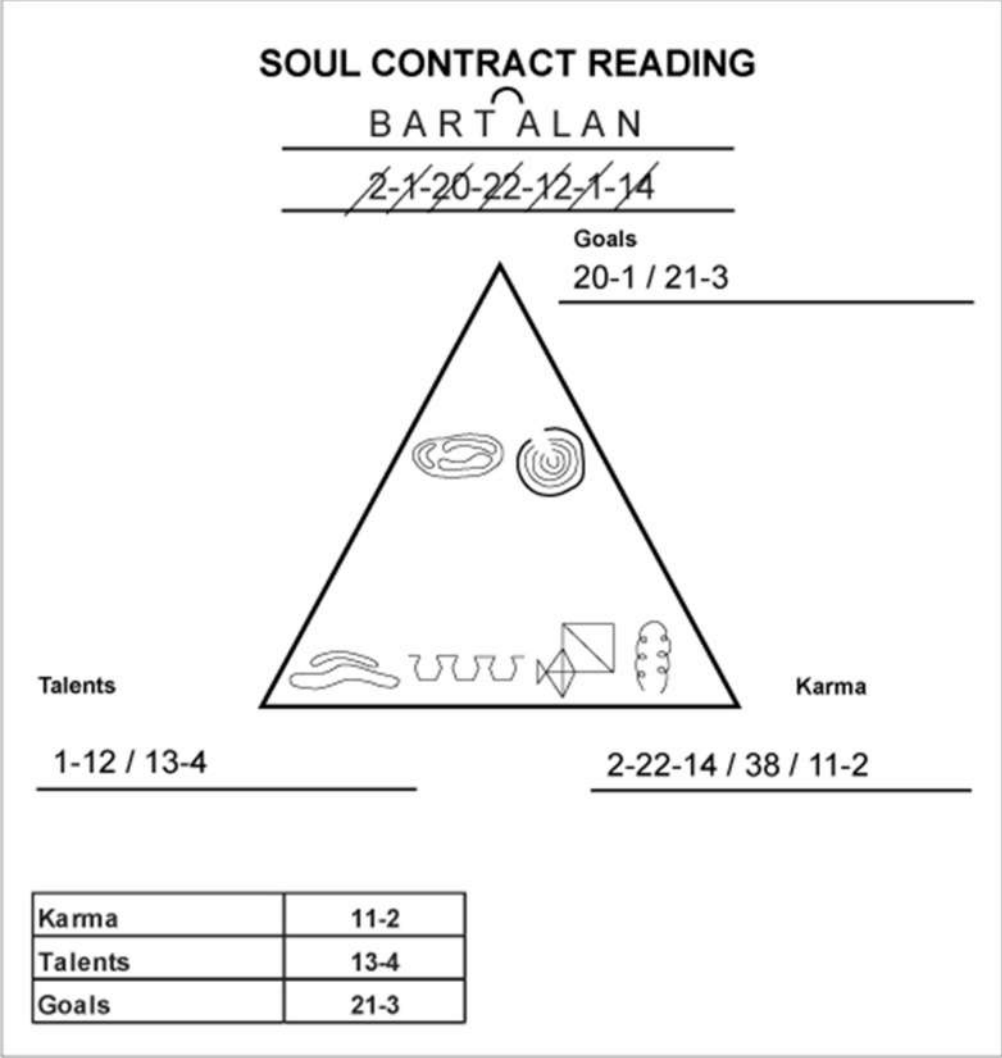 SOUL CONTRACT READING
BART ALAN
2-1-20-22-12-1-14
Goals
20-1 / 21-3
Talents
Karma
1-12 / 13-4
2-22-14 / 38 / 11-2
Karma 11-2
Talents 13-4
Goals 21-3